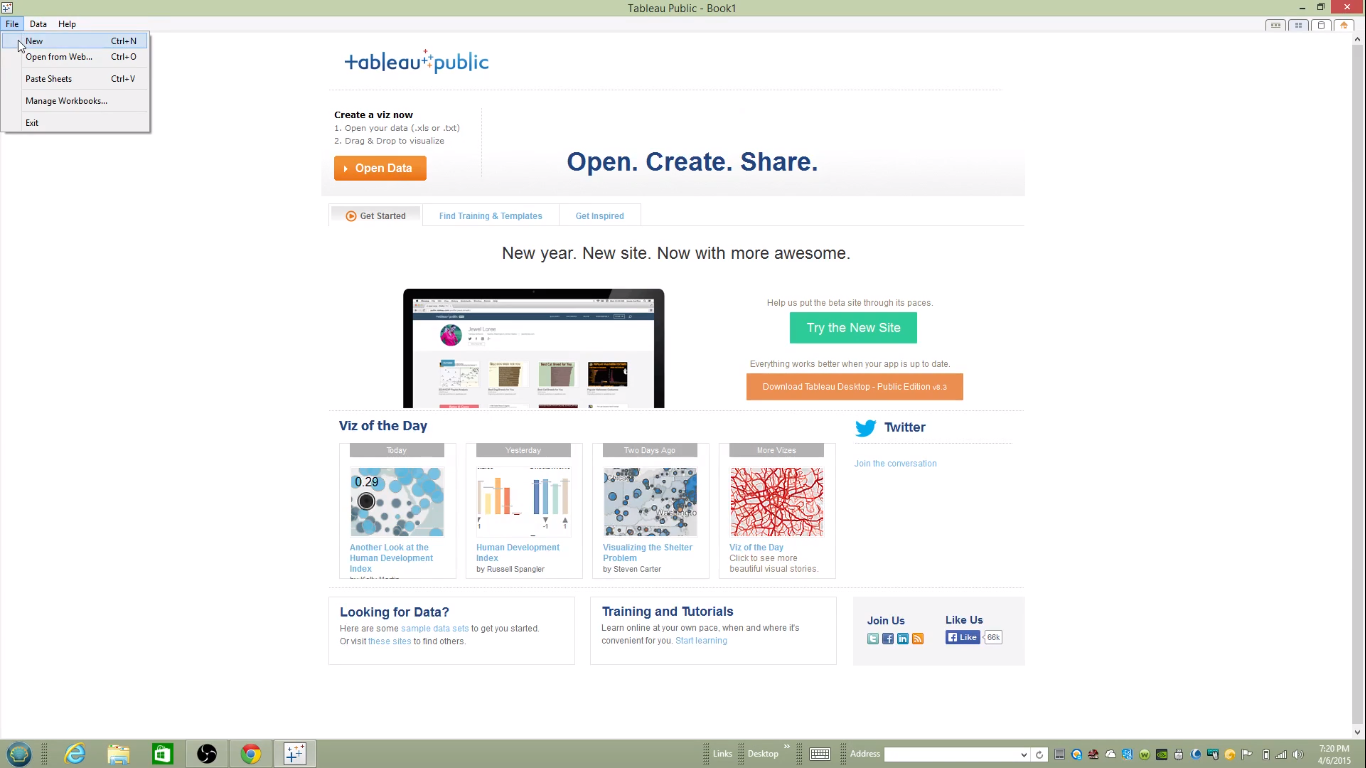 Tableau Public - Book1
File Data Help
New Ctrl+N
Open from Web... Ctrl+O
Paste Sheets Ctrl+V
Manage Workbooks...
Exit
+ableau public
Create a viz now
1. Open your data (.xls or .txt)
2. Drag & Drop to visualize
Open Data
Open. Create. Share.
Get Started
Find Training & Templates
Get Inspired
New year. New site. Now with more awesome.
Help us put the beta site through its paces.
Try the New Site
Everything works better when your app is up to date.
Download Tableau Desktop - Public Edition v8.3
Viz of the Day
Twitter
Join the conversation
Today
Yesterday
Two Days Ago
More Vizes
0.29
Another Look at the
Human Development
Index
Human Development
Index
by Russell Spangler
Visualizing the Shelter
Problem
by Steven Carter
Viz of the Day
Click to see more
beautiful visual stories.
Looking for Data?
Here are some sample data sets to get you started.
Or visit these sites to find others.
Training and Tutorials
Learn online at your own pace, when and where it's
convenient for you. Start learning
Join Us
Like Us
Like 66k
Links Desktop Address
7:20 PM
4/6/2015